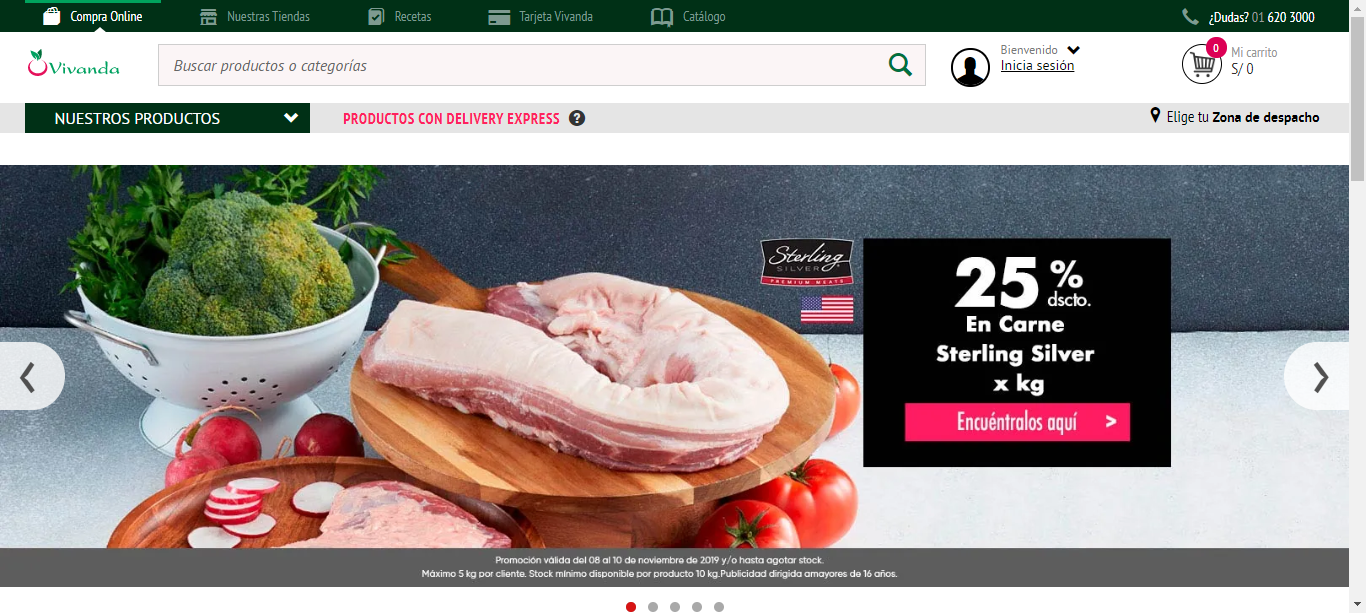 Compra Online
Nuestras Tiendas
Recetas
Tarjeta Vivanda
Catálogo
¿Dudas? 01 620 3000
Vivanda
Buscar productos o categorías
Bienvenido
Inicia sesión
0
Mi carrito
S/ 0
NUESTROS PRODUCTOS
PRODUCTOS CON DELIVERY EXPRESS ?
Elige tu Zona de despacho
Sterling
SILVER
PREMIUM MEATS
25 % dscto.
En Carne
Sterling Silver
x kg
Encuéntralos aquí >
Promoción válida del 08 al 10 de noviembre de 2019 y/o hasta agotar stock.
Máximo 5 kg por cliente. Stock mínimo disponible por producto 10 kg.Publicidad dirigida amayores de 16 años.